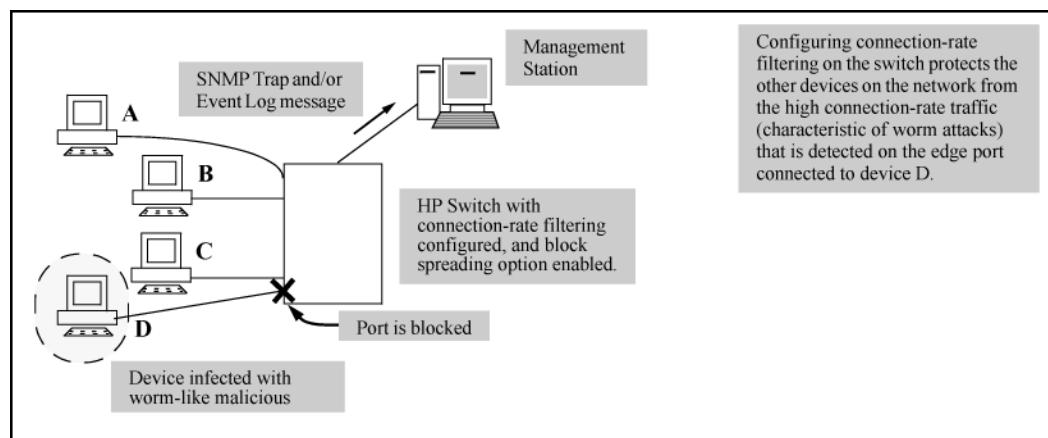 Management
Station
SNMP Trap and/or
Event Log message
Configuring connection-rate
filtering on the switch protects the
other devices on the network from
the high connection-rate traffic
(characteristic of worm attacks)
that is detected on the edge port
connected to device D.
A
B
C
D
HP Switch with
connection-rate filtering
configured, and block
spreading option enabled.
Port is blocked
Device infected with
worm-like malicious